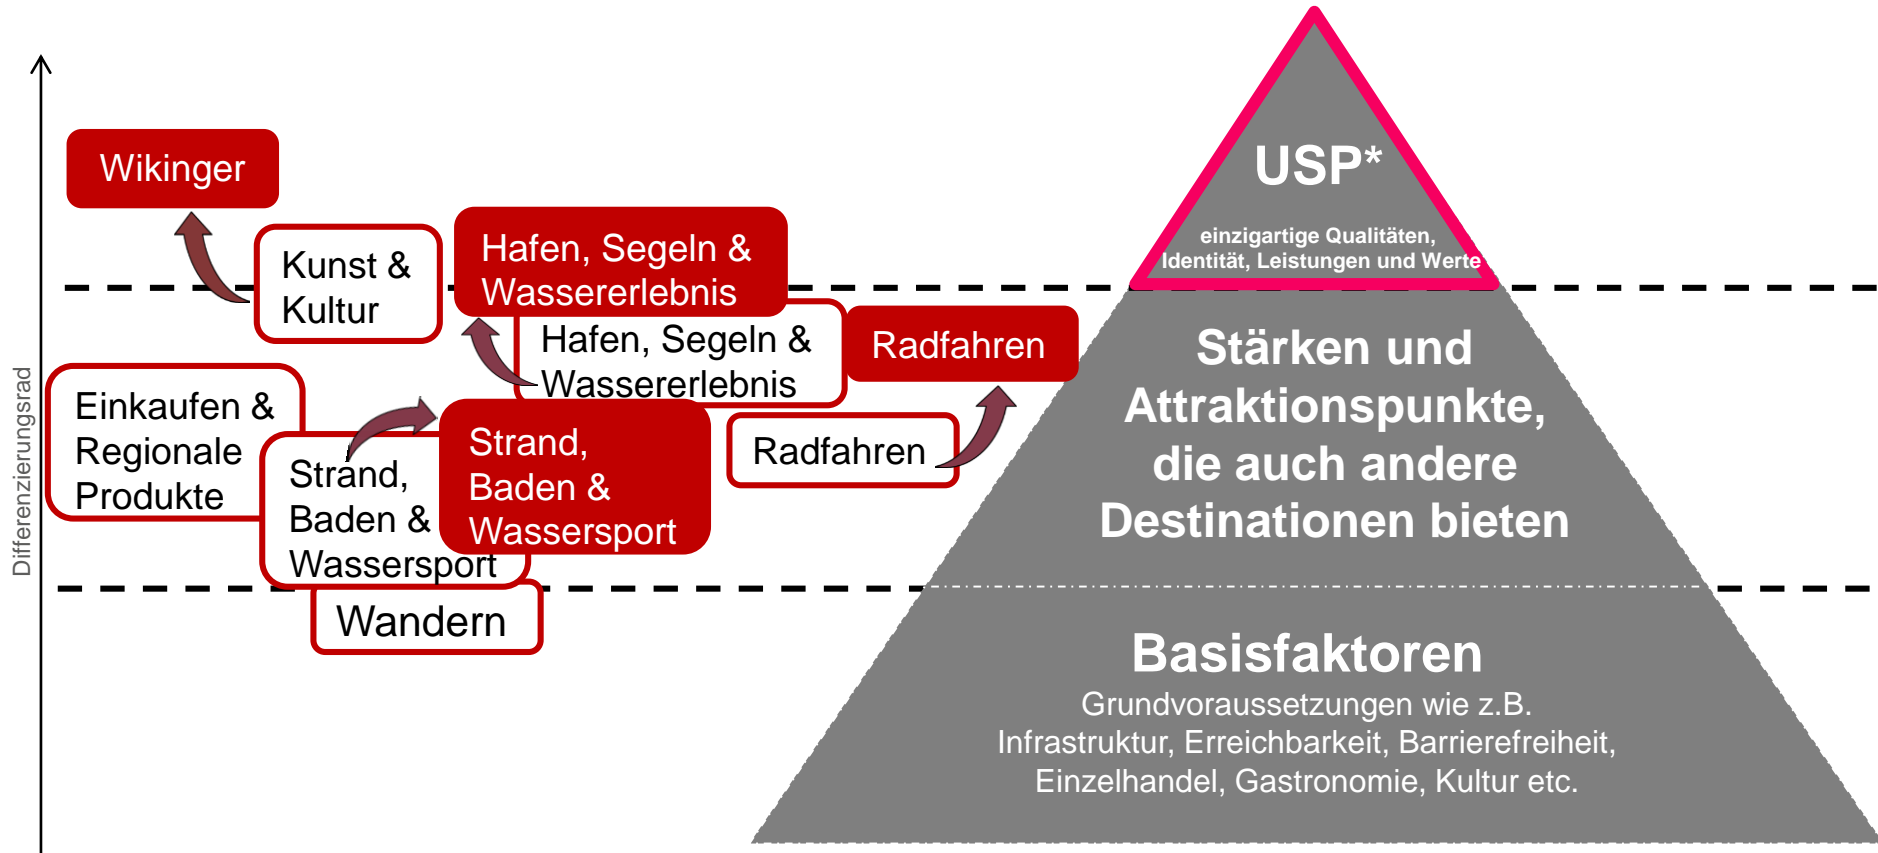 Differenzierungsrad
Wikinger
Kunst &
Kultur
Hafen, Segeln &
Wassererlebnis
Hafen, Segeln &
Wassererlebnis
Radfahren
Einkaufen &
Regionale
Produkte
Strand,
Baden &
Wassersport
Strand,
Baden &
Wassersport
Radfahren
Wandern
USP*
einzigartige Qualitäten,
Identität, Leistungen und Werte
Stärken und
Attraktionspunkte,
die auch andere
Destinationen bieten
Basisfaktoren
Grundvoraussetzungen wie z.B.
Infrastruktur, Erreichbarkeit, Barrierefreiheit,
Einzelhandel, Gastronomie, Kultur etc.